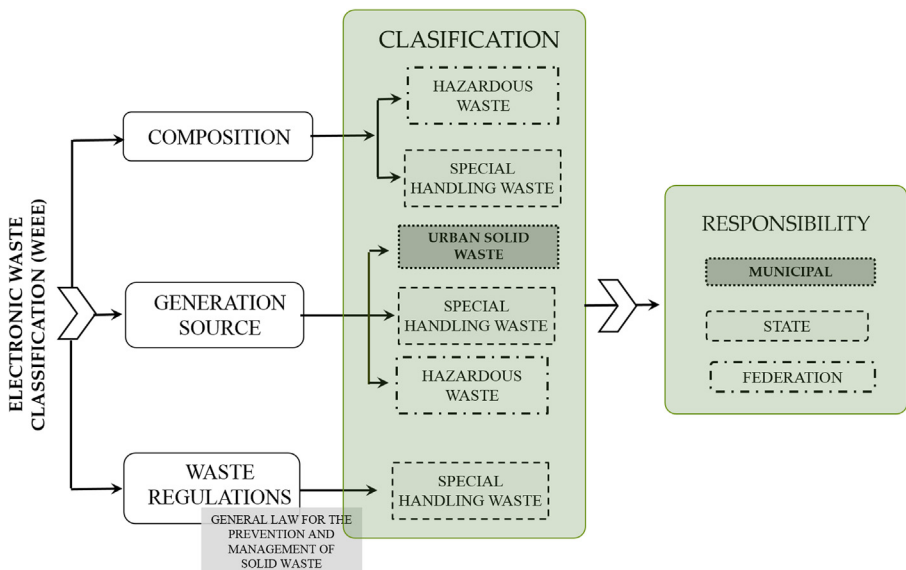 ELECTRONIC WASTE
CLASSIFICATION (WEEE)
COMPOSITION
GENERATION
SOURCE
WASTE
REGULATIONS
GENERAL LAW FOR THE
PREVENTION AND
MANAGEMENT OF
SOLID WASTE
CLASIFICATION
HAZARDOUS
WASTE
SPECIAL
HANDLING WASTE
URBAN SOLID
WASTE
SPECIAL
HANDLING WASTE
HAZARDOUS
WASTE
SPECIAL
HANDLING WASTE
RESPONSIBILITY
MUNICIPAL
STATE
FEDERATION